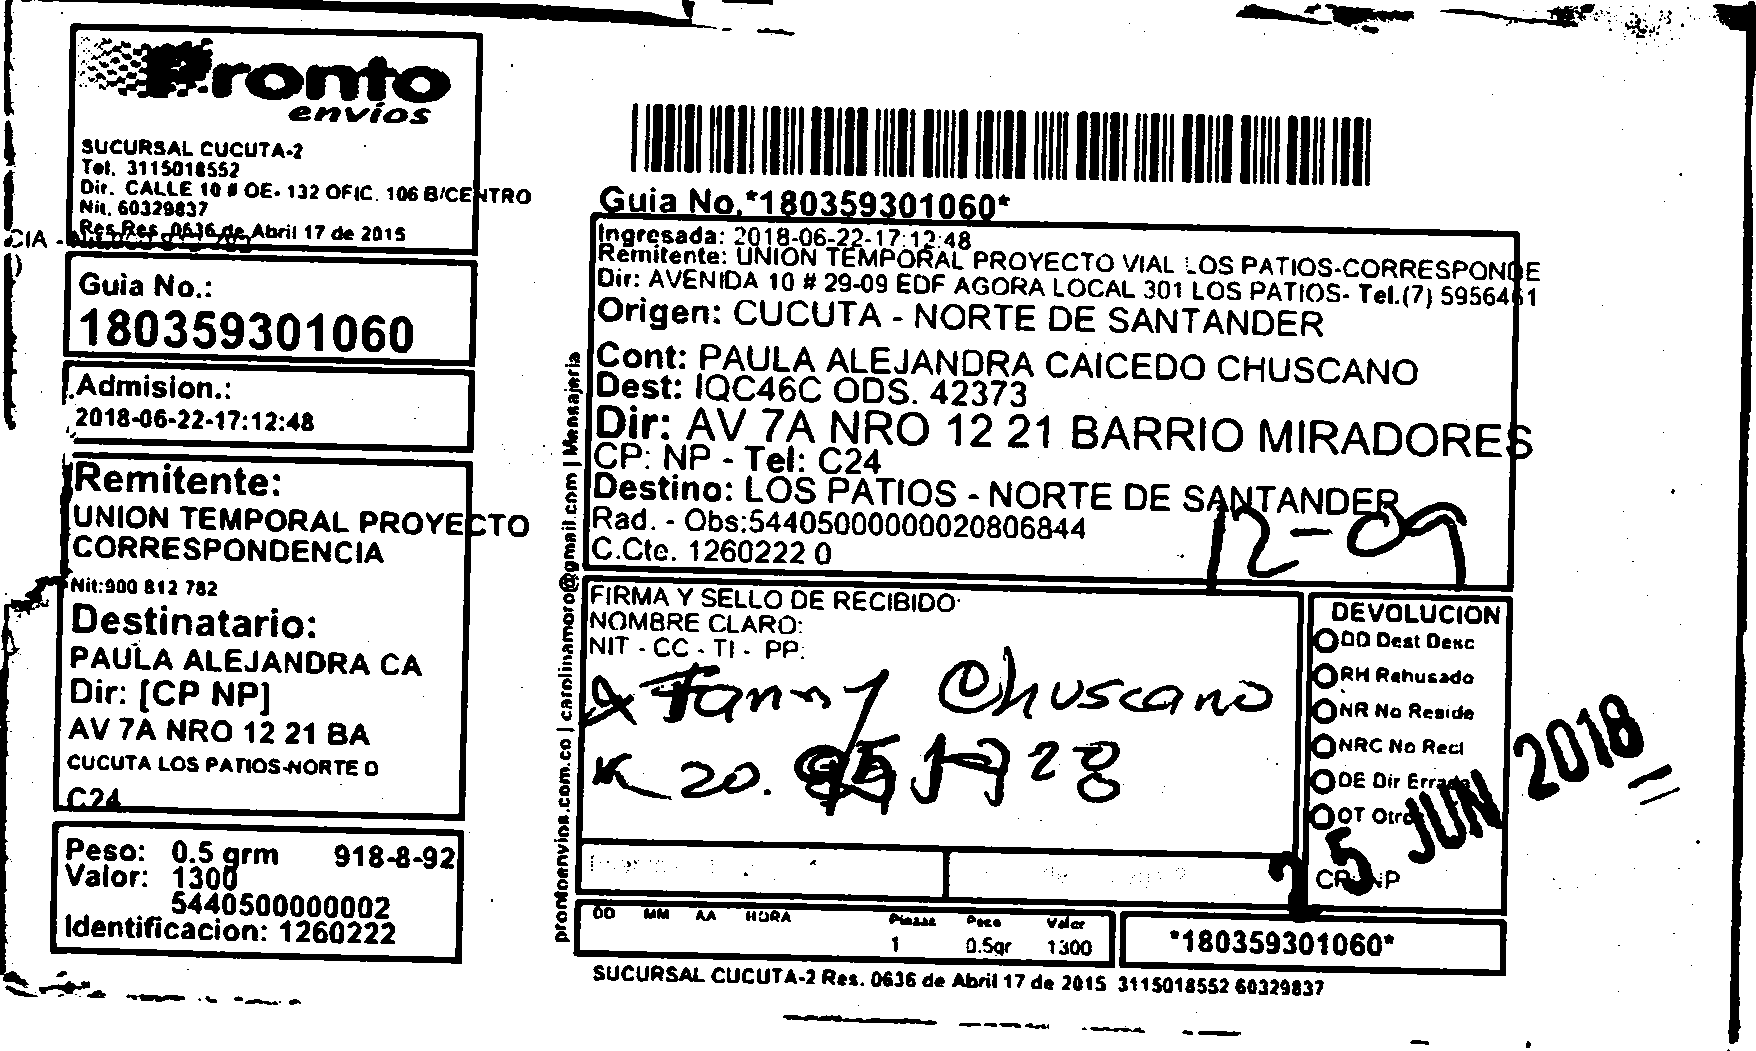 Pronto
envíos
SUCURSAL CUCUTA-2
Tel. 3115018552
Dir. CALLE 10 # OE- 132 OFIC. 106 B/CENTRO
Nit. 60329837
Res.Res. 0636 de Abril 17 de 2015
CIA -
Guia No.:
180359301060
Admision.:
2018-06-22-17:12:48
Remitente:
UNION TEMPORAL PROYECTO
CORRESPONDENCIA
Nit:900 812 782
Destinatario:
PAULA ALEJANDRA CA
Dir: [CP NP]
AV 7A NRO 12 21 BA
CUCUTA LOS PATIOS-NORTE D
C24
Peso: 0.5 grm 918-8-92
Valor: 1300
5440500000002
Identificacion: 1260222
prontoenvios.com.co | carolinamoro@gmail.com | Mensajeria
Guia No.*180359301060*
Ingresada: 2018-06-22-17:12:48
Remitente: UNION TEMPORAL PROYECTO VIAL LOS PATIOS-CORRESPONDE
Dir: AVENIDA 10 # 29-09 EDF AGORA LOCAL 301 LOS PATIOS- Tel.(7) 5956461
Origen: CUCUTA - NORTE DE SANTANDER
Cont: PAULA ALEJANDRA CAICEDO CHUSCANO
Dest: IQC46C ODS. 42373
Dir: AV 7A NRO 12 21 BARRIO MIRADORES
CP: NP - Tel: C24
Destino: LOS PATIOS - NORTE DE SANTANDER
Rad. - Obs:54405000000020806844
C.Cte. 1260222 0
12-09
FIRMA Y SELLO DE RECIBIDO:
NOMBRE CLARO:
NIT - CC - TI - PP:
Fanny Chuscano
DEVOLUCION
DD Dest Desc
RH Rehusado
NR No Reside
NRC No Recl
DE Dir Errada
OT Otro
25 JUN 2018
CP: NP
DD MM AA HORA Piezas Peso Valor
1 0.5gr 1300
*180359301060*
SUCURSAL CUCUTA-2 Res. 0636 de Abril 17 de 2015 3115018552 60329837